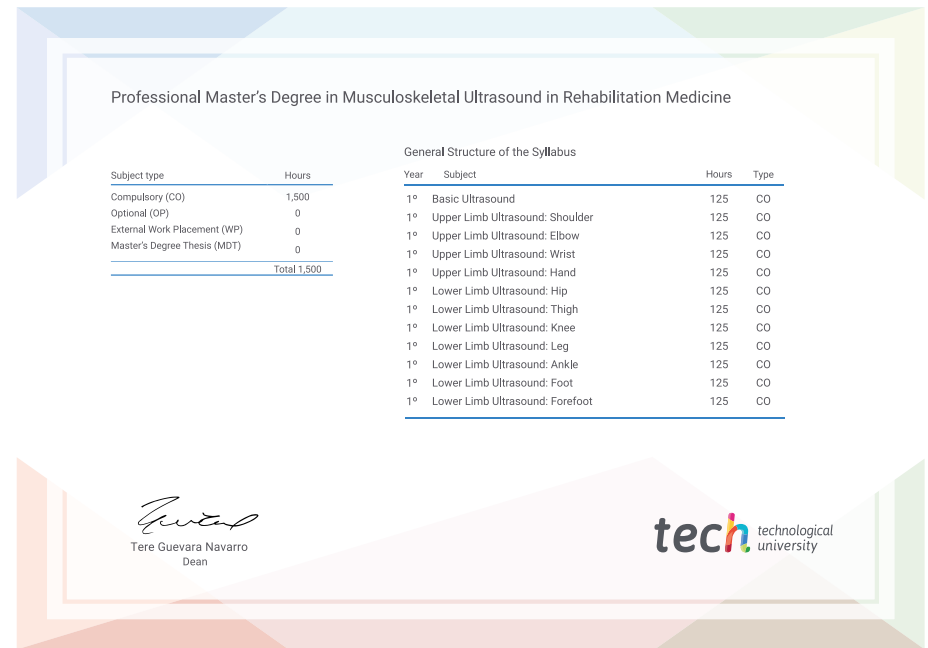 Professional Master's Degree in Musculoskeletal Ultrasound in Rehabilitation Medicine
Subject type Hours
Compulsory (CO) 1,500
Optional (OP) 0
External Work Placement (WP) 0
Master's Degree Thesis (MDT) 0
Total 1,500
General Structure of the Syllabus
Year Subject Hours Type
1º Basic Ultrasound 125 CO
1º Upper Limb Ultrasound: Shoulder 125 CO
1º Upper Limb Ultrasound: Elbow 125 CO
1º Upper Limb Ultrasound: Wrist 125 CO
1º Upper Limb Ultrasound: Hand 125 CO
1º Lower Limb Ultrasound: Hip 125 CO
1º Lower Limb Ultrasound: Thigh 125 CO
1º Lower Limb Ultrasound: Knee 125 CO
1º Lower Limb Ultrasound: Leg 125 CO
1º Lower Limb Ultrasound: Ankle 125 CO
1º Lower Limb Ultrasound: Foot 125 CO
1º Lower Limb Ultrasound: Forefoot 125 CO
Tere Guevara Navarro
Dean
tech technological
university